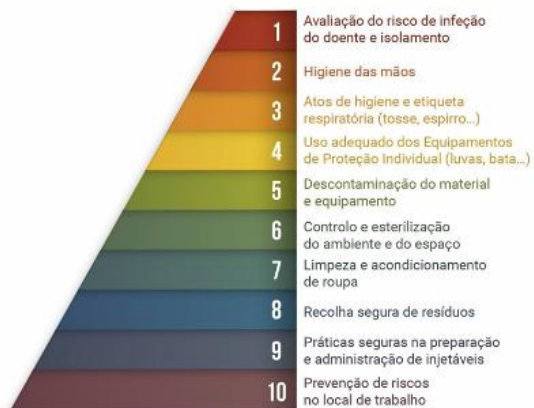 1
Avaliação do risco de infeção
do doente e isolamento
2
Higiene das mãos
3
Atos de higiene e etiqueta
respiratória (tosse, espirro...)
4
Uso adequado dos Equipamentos
de Proteção Individual (luvas, bata...)
5
Descontaminação do material
e equipamento
6
Controlo e esterilização
do ambiente e do espaço
7
Limpeza e acondicionamento
de roupa
8
Recolha segura de resíduos
9
Práticas seguras na preparação
e administração de injetáveis
10
Prevenção de riscos
no local de trabalho